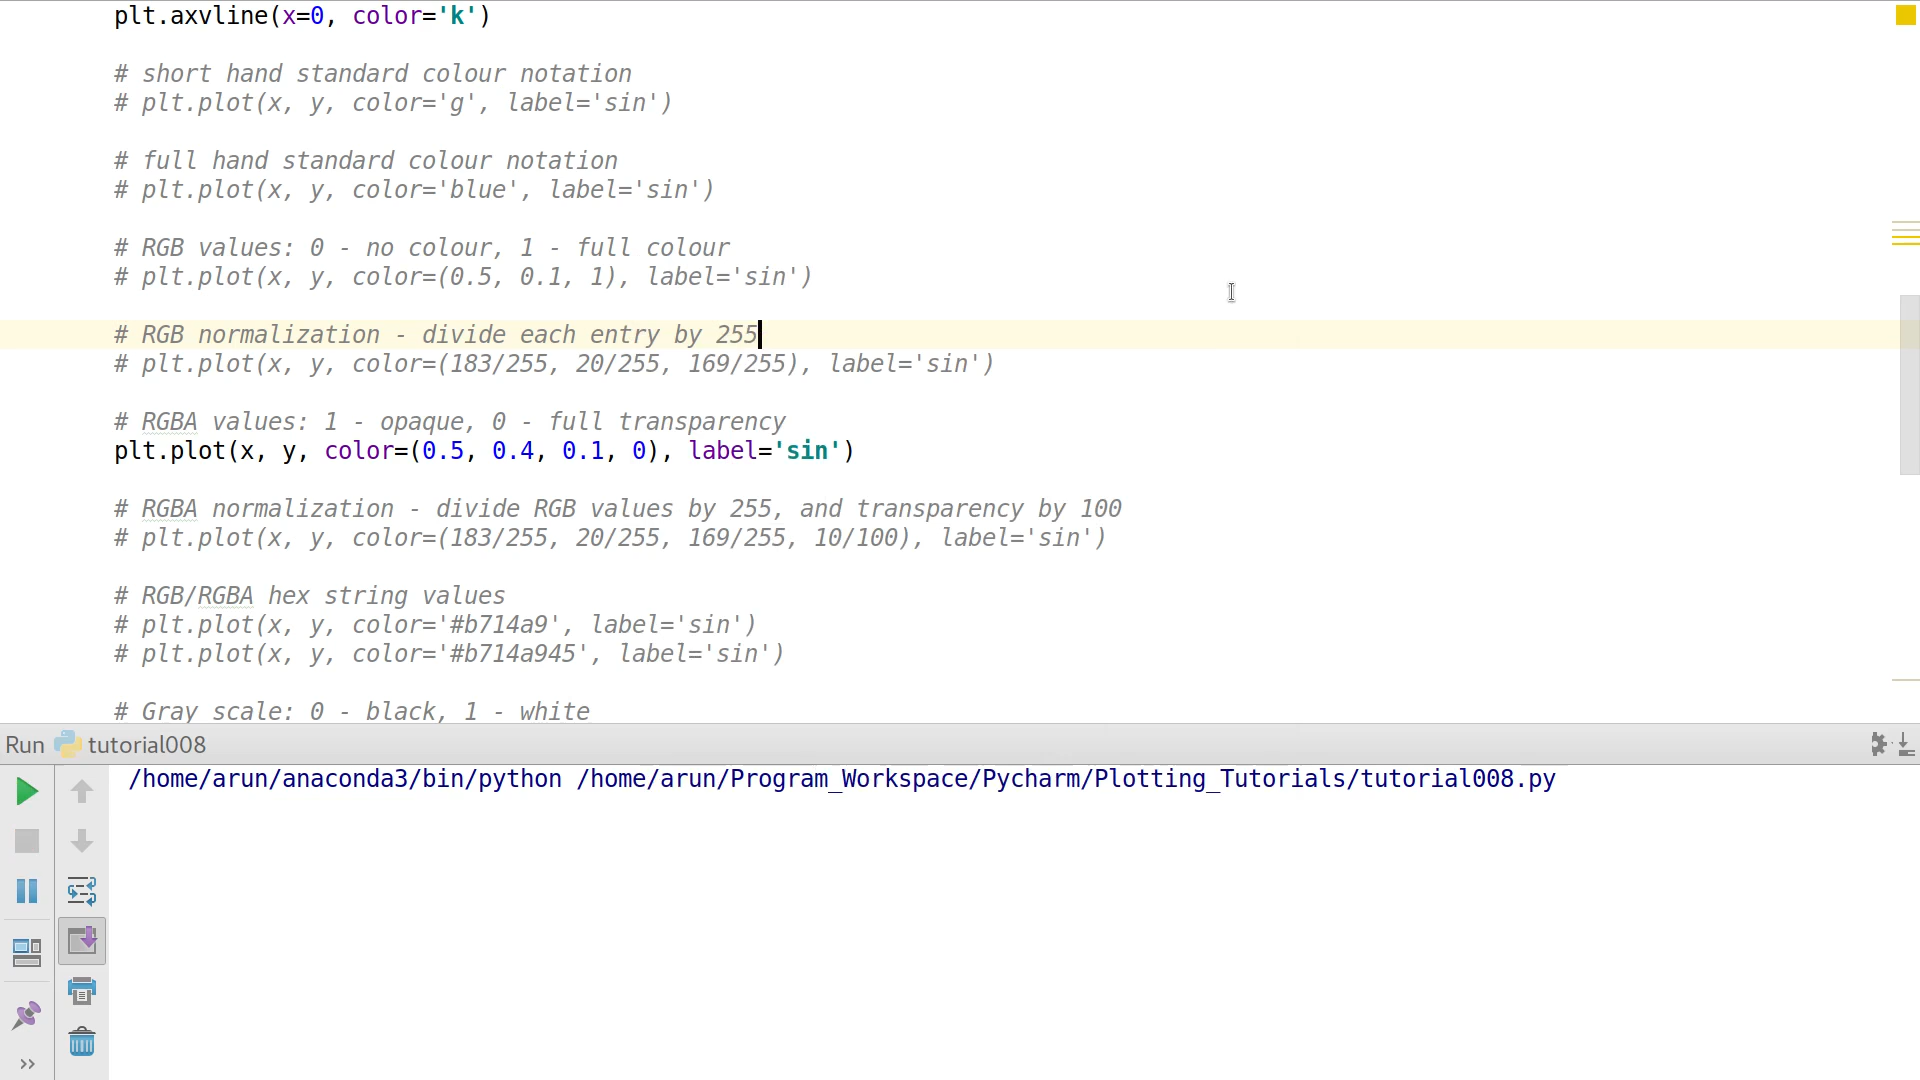 plt.axvline(x=0, color='k')
# short hand standard colour notation
# plt.plot(x, y, color='g', label='sin')
# full hand standard colour notation
# plt.plot(x, y, color='blue', label='sin')
# RGB values: 0 - no colour, 1 - full colour
# plt.plot(x, y, color=(0.5, 0.1, 1), label='sin')
# RGB normalization - divide each entry by 255
# plt.plot(x, y, color=(183/255, 20/255, 169/255), label='sin')
# RGBA values: 1 - opaque, 0 - full transparency
plt.plot(x, y, color=(0.5, 0.4, 0.1, 0), label='sin')
# RGBA normalization - divide RGB values by 255, and transparency by 100
# plt.plot(x, y, color=(183/255, 20/255, 169/255, 10/100), label='sin')
# RGB/RGBA hex string values
# plt.plot(x, y, color='#b714a9', label='sin')
# plt.plot(x, y, color='#b714a945', label='sin')
# Gray scale: 0 - black, 1 - white
Run tutorial008
/home/arun/anaconda3/bin/python /home/arun/Program_Workspace/Pycharm/Plotting_Tutorials/tutorial008.py